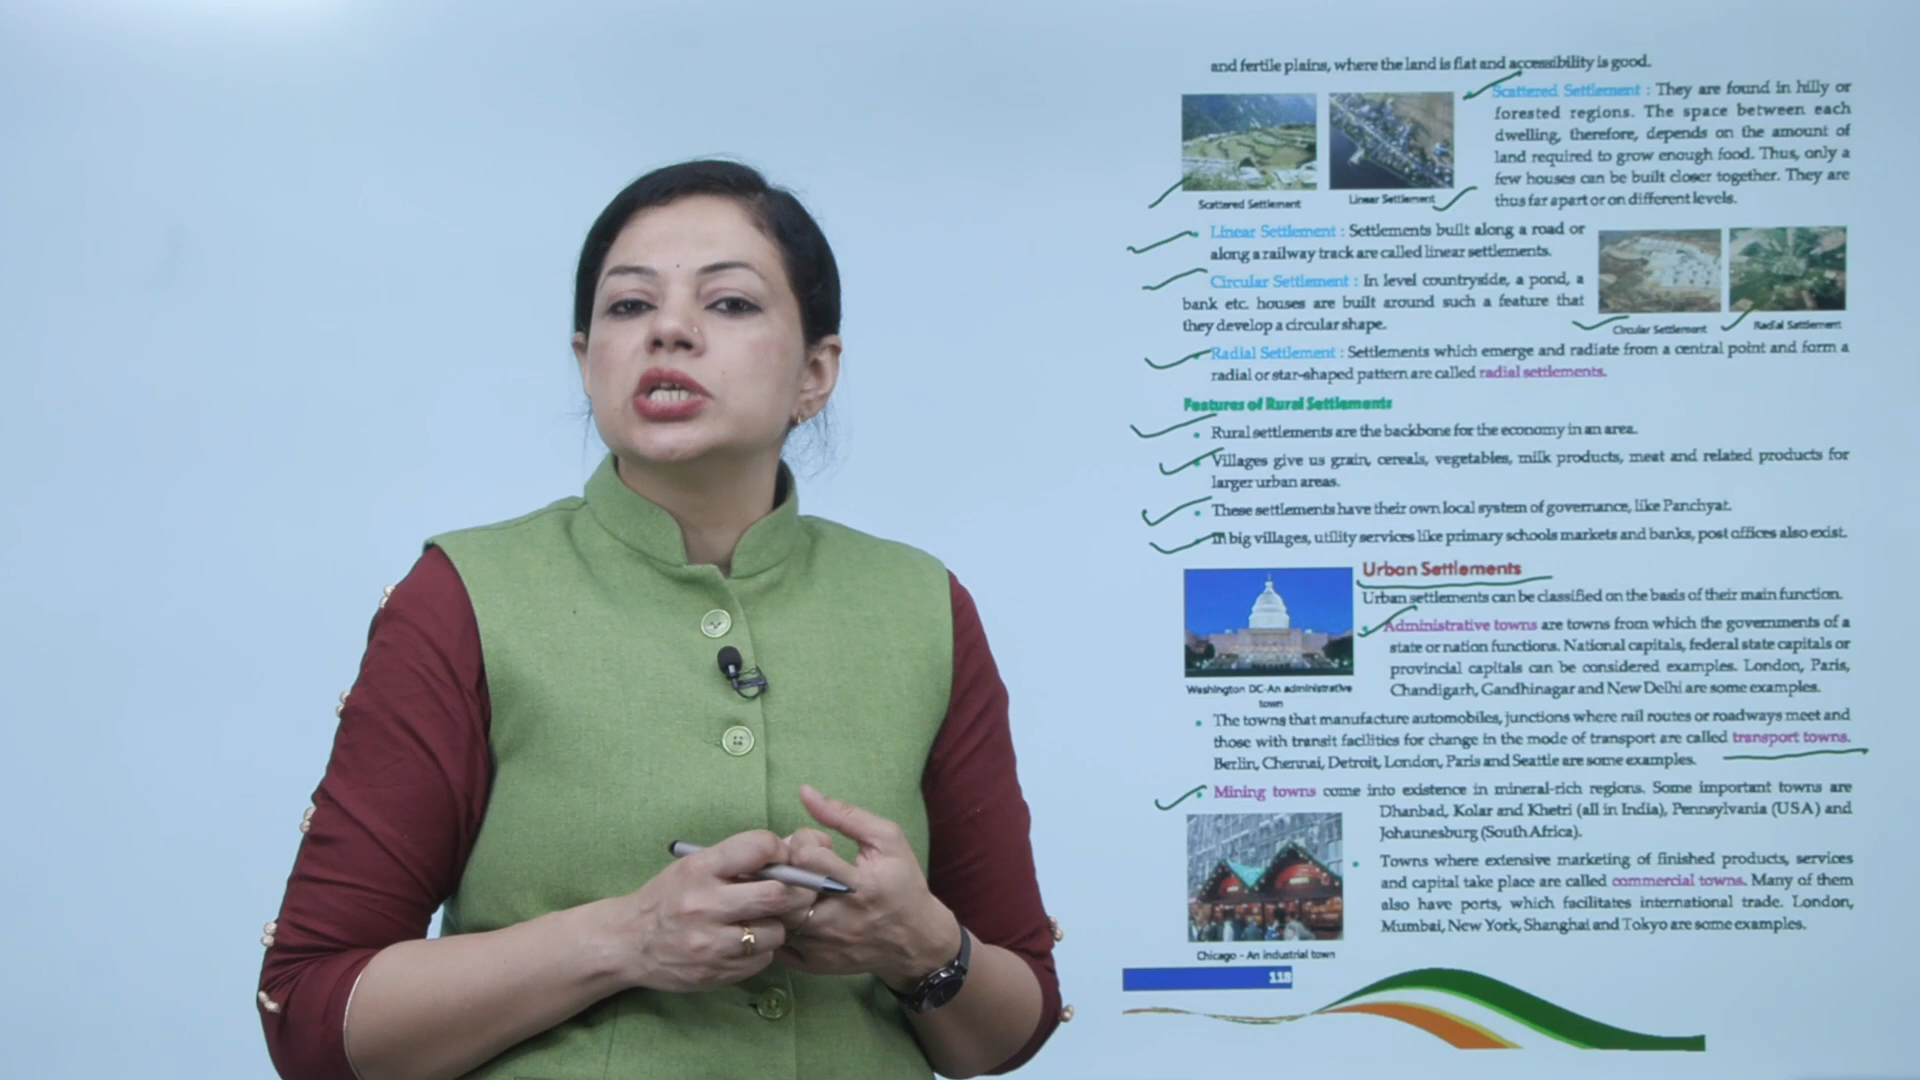 and fertile plains, where the land is flat and accessibility is good.
Scattered Settlement : They are found in hilly or
forested regions. The space between each
dwelling, therefore, depends on the amount of
land required to grow enough food. Thus, only a
few houses can be built closer together. They are
thus far apart or on different levels.
Scattered Settlement
Linear Settlement
Linear Settlement : Settlements built along a road or
along a railway track are called linear settlements.
Circular Settlement : In level countryside, a pond, a
bank etc. houses are built around such a feature that
they develop a circular shape.
Circular Settlement
Radial Settlement
Radial Settlement : Settlements which emerge and radiate from a central point and form a
radial or star-shaped pattern are called radial settlements.
Features of Rural Settlements
Rural settlements are the backbone for the economy in an area.
Villages give us grain, cereals, vegetables, milk products, meat and related products for
larger urban areas.
These settlements have their own local system of governance, like Panchyat.
In big villages, utility services like primary schools markets and banks, post offices also exist.
Urban Settlements
Urban settlements can be classified on the basis of their main function.
Administrative towns are towns from which the governments of a
state or nation functions. National capitals, federal state capitals or
provincial capitals can be considered examples. London, Paris,
Chandigarh, Gandhinagar and New Delhi are some examples.
Washington DC-An administrative
town
The towns that manufacture automobiles, junctions where rail routes or roadways meet and
those with transit facilities for change in the mode of transport are called transport towns.
Berlin, Chennai, Detroit, London, Paris and Seattle are some examples.
Mining towns come into existence in mineral-rich regions. Some important towns are
Dhanbad, Kolar and Khetri (all in India), Pennsylvania (USA) and
Johaunesburg (South Africa).
Towns where extensive marketing of finished products, services
and capital take place are called commercial towns. Many of them
also have ports, which facilitates international trade. London,
Mumbai, New York, Shanghai and Tokyo are some examples.
Chicago - An industrial town
118